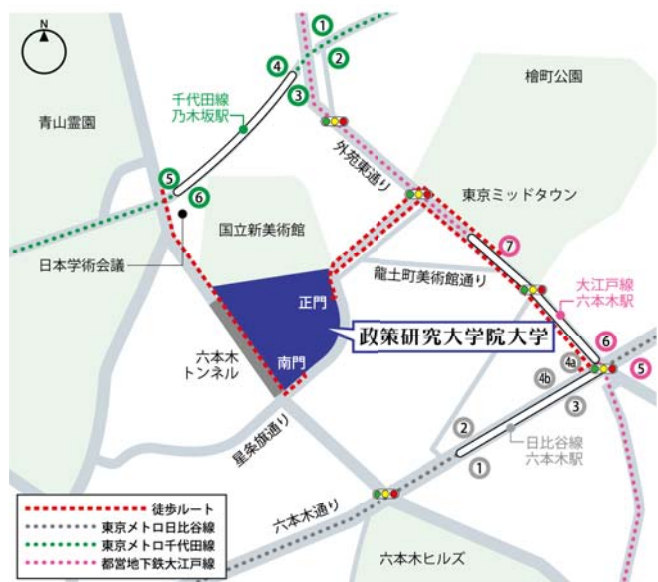 N
①
②
③
④
千代田線
乃木坂駅
青山霊園
檜町公園
外苑東通り
⑤
⑥
東京ミッドタウン
国立新美術館
日本学術会議
⑦
龍土町美術館通り
大江戸線
六本木駅
正門
政策研究大学院大学
南門
六本木
トンネル
⑥
⑤
4a
4b
③
②
①
日比谷線
六本木駅
星条旗通り
六本木通り
六本木ヒルズ
徒歩ルート
東京メトロ日比谷線
東京メトロ千代田線
都営地下鉄大江戸線